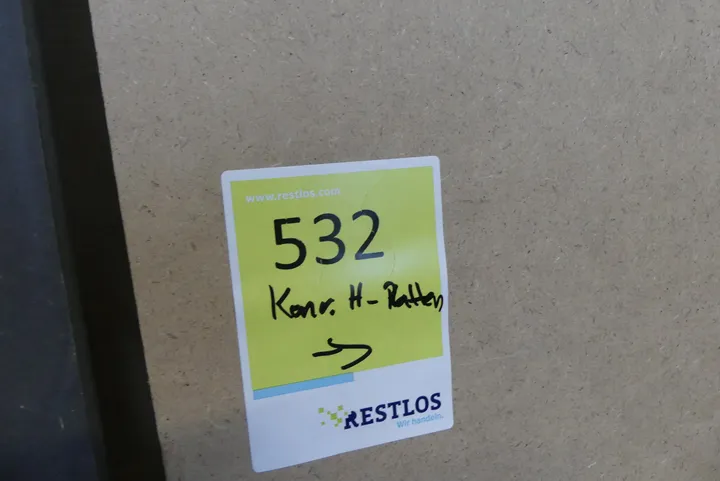 www.restlos.com
532
Konv. H-Platten
RESTLOS
Wir handeln.